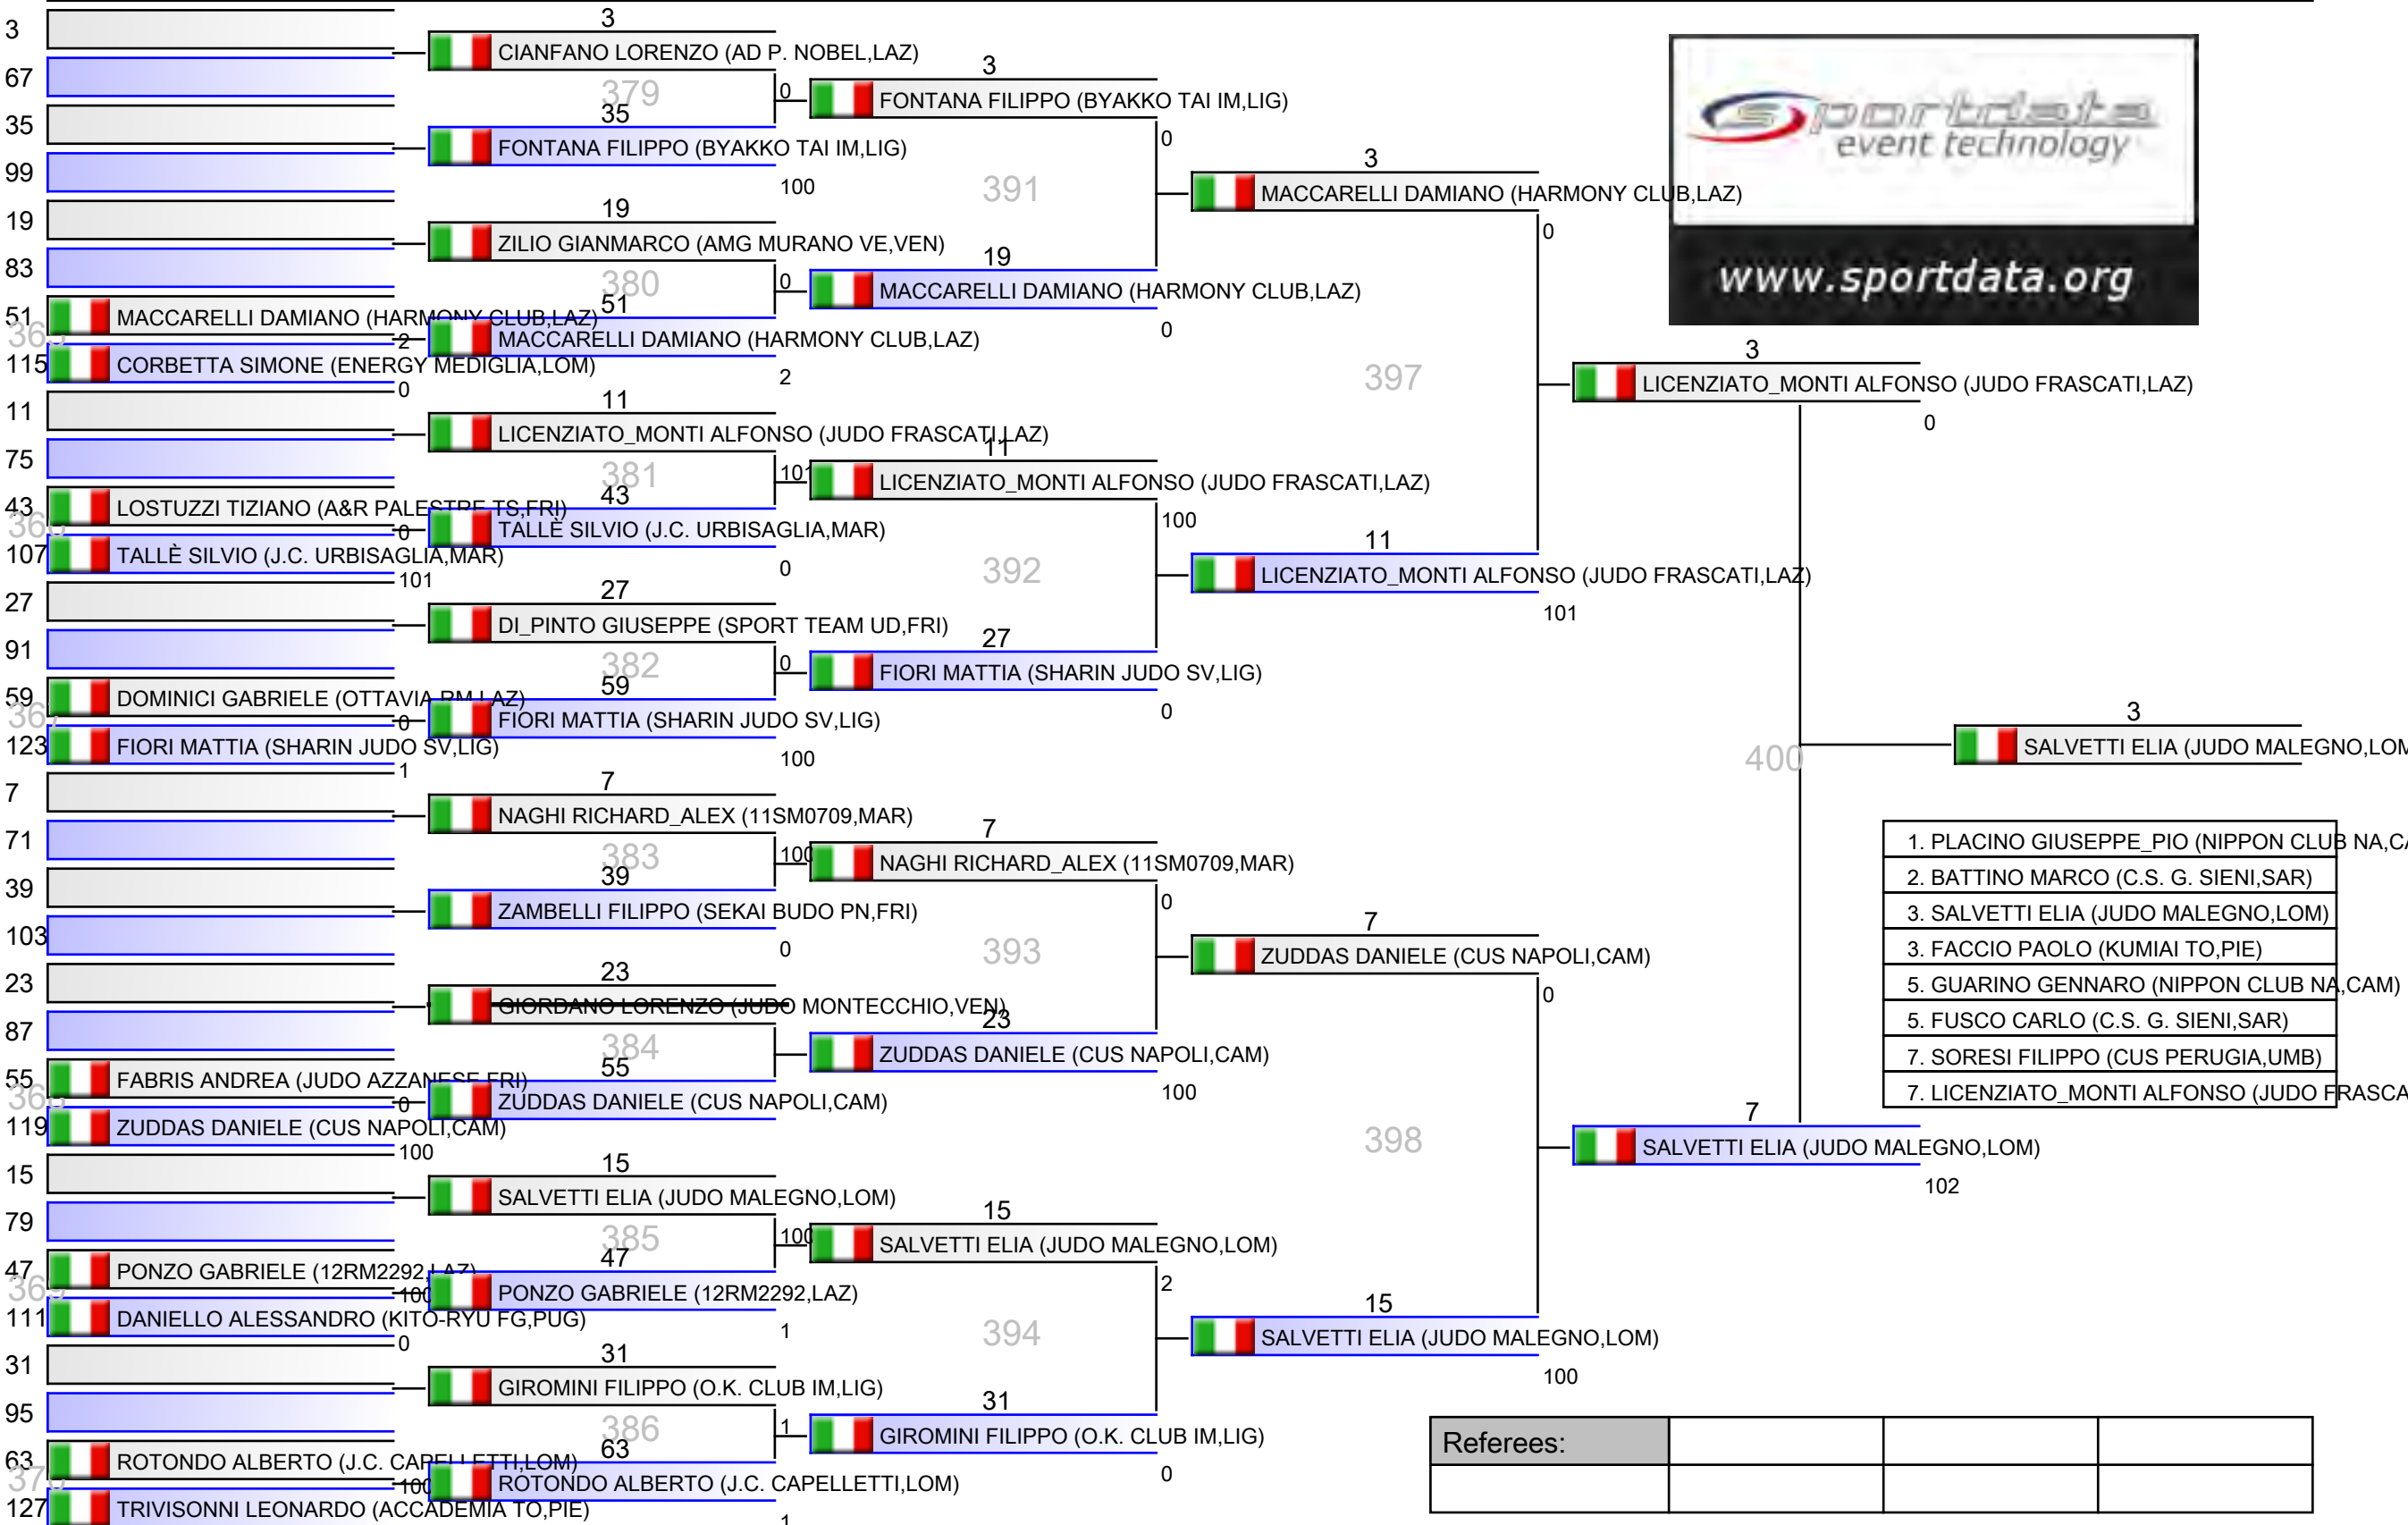 3
67
35
99
19
83
51
115
11
75
43
107
27
91
59
123
7
71
39
103
23
87
55
119
15
79
47
111
31
95
63
127
MACCARELLI DAMIANO (HARMONY CLUB,LAZ)
2
CORBETTA SIMONE (ENERGY MEDIGLIA,LOM)
0
LOSTUZZI TIZIANO (A&R PALESTRE TS,FRI)
0
TALLÈ SILVIO (J.C. URBISAGLIA,MAR)
101
DOMINICI GABRIELE (OTTAVIA RM,LAZ)
0
FIORI MATTIA (SHARIN JUDO SV,LIG)
1
FABRIS ANDREA (JUDO AZZANESE,FRI)
0
ZUDDAS DANIELE (CUS NAPOLI,CAM)
100
PONZO GABRIELE (12RM2292,LAZ)
100
DANIELLO ALESSANDRO (KITO-RYU FG,PUG)
0
ROTONDO ALBERTO (J.C. CAPELLETTI,LOM)
100
TRIVISONNI LEONARDO (ACCADEMIA TO,PIE)
3
CIANFANO LORENZO (AD P. NOBEL,LAZ)
379
0
35
FONTANA FILIPPO (BYAKKO TAI IM,LIG)
100
19
ZILIO GIANMARCO (AMG MURANO VE,VEN)
380
0
51
MACCARELLI DAMIANO (HARMONY CLUB,LAZ)
2
11
LICENZIATO_MONTI ALFONSO (JUDO FRASCATI,LAZ)
381
101
43
TALLÈ SILVIO (J.C. URBISAGLIA,MAR)
0
27
DI_PINTO GIUSEPPE (SPORT TEAM UD,FRI)
382
0
59
FIORI MATTIA (SHARIN JUDO SV,LIG)
100
7
NAGHI RICHARD_ALEX (11SM0709,MAR)
383
100
39
ZAMBELLI FILIPPO (SEKAI BUDO PN,FRI)
0
23
GIORDANO LORENZO (JUDO MONTECCHIO,VEN)
384
55
ZUDDAS DANIELE (CUS NAPOLI,CAM)
15
SALVETTI ELIA (JUDO MALEGNO,LOM)
385
100
47
PONZO GABRIELE (12RM2292,LAZ)
1
31
GIROMINI FILIPPO (O.K. CLUB IM,LIG)
386
1
63
ROTONDO ALBERTO (J.C. CAPELLETTI,LOM)
1
3
FONTANA FILIPPO (BYAKKO TAI IM,LIG)
0
391
19
MACCARELLI DAMIANO (HARMONY CLUB,LAZ)
0
11
LICENZIATO_MONTI ALFONSO (JUDO FRASCATI,LAZ)
100
392
27
FIORI MATTIA (SHARIN JUDO SV,LIG)
0
7
NAGHI RICHARD_ALEX (11SM0709,MAR)
0
393
23
ZUDDAS DANIELE (CUS NAPOLI,CAM)
100
15
SALVETTI ELIA (JUDO MALEGNO,LOM)
2
394
31
GIROMINI FILIPPO (O.K. CLUB IM,LIG)
0
3
MACCARELLI DAMIANO (HARMONY CLUB,LAZ)
0
397
11
LICENZIATO_MONTI ALFONSO (JUDO FRASCATI,LAZ)
101
7
ZUDDAS DANIELE (CUS NAPOLI,CAM)
0
398
15
SALVETTI ELIA (JUDO MALEGNO,LOM)
100
sportdata
event technology
www.sportdata.org
3
LICENZIATO_MONTI ALFONSO (JUDO FRASCATI,LAZ)
0
400
7
SALVETTI ELIA (JUDO MALEGNO,LOM)
102
3
SALVETTI ELIA (JUDO MALEGNO,LOM
1. PLACINO GIUSEPPE_PIO (NIPPON CLUB NA,CA
2. BATTINO MARCO (C.S. G. SIENI,SAR)
3. SALVETTI ELIA (JUDO MALEGNO,LOM)
3. FACCIO PAOLO (KUMIAI TO,PIE)
5. GUARINO GENNARO (NIPPON CLUB NA,CAM)
5. FUSCO CARLO (C.S. G. SIENI,SAR)
7. SORESI FILIPPO (CUS PERUGIA,UMB)
7. LICENZIATO_MONTI ALFONSO (JUDO FRASCA
Referees: